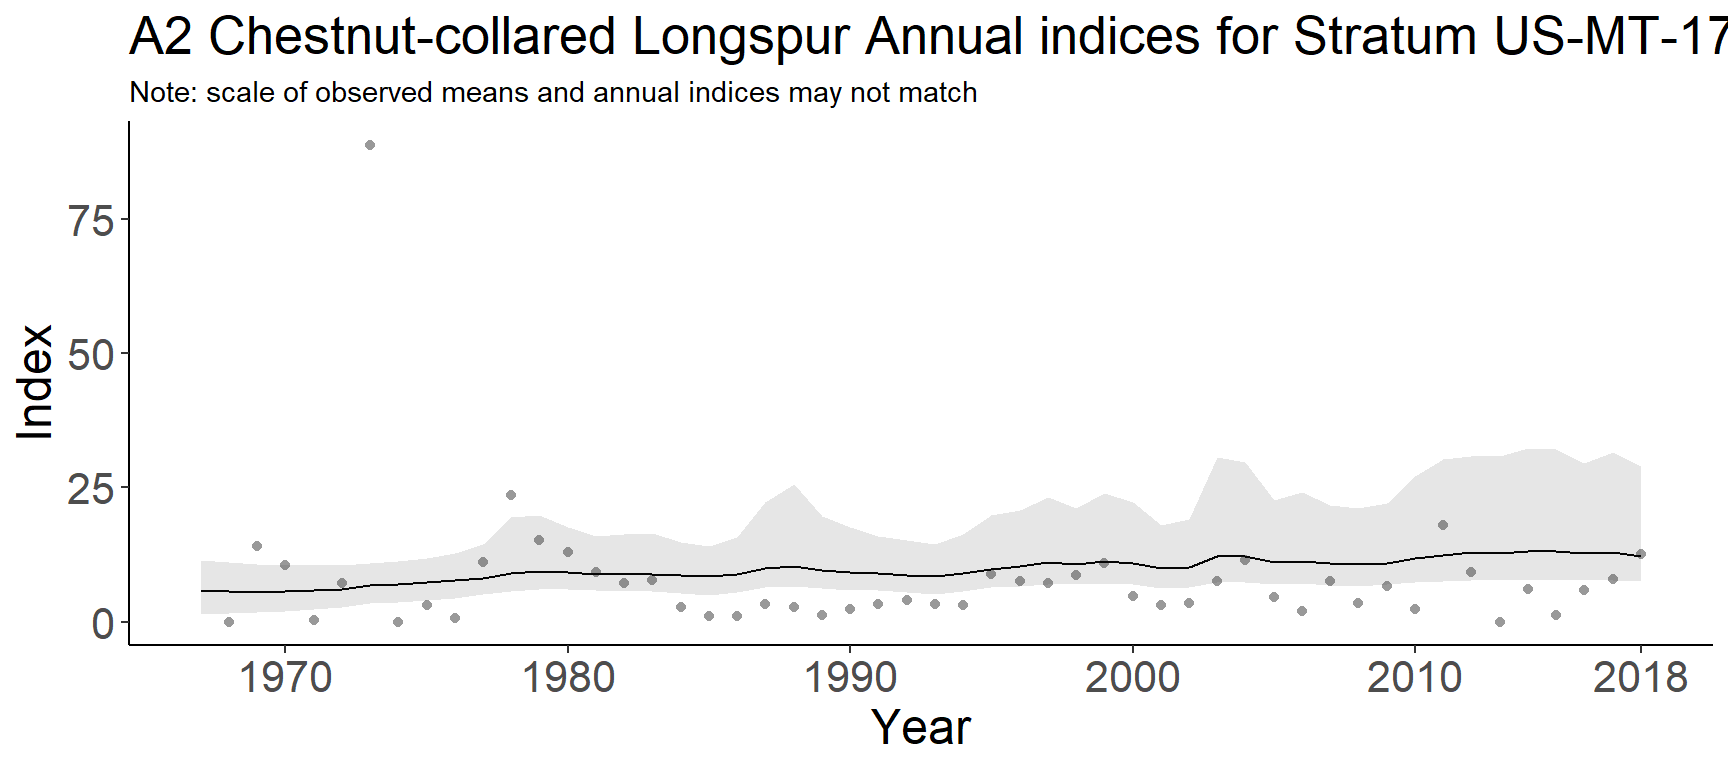 A2 Chestnut-collared Longspur Annual indices for Stratum US-MT-17
Note: scale of observed means and annual indices may not match
75
50
25
0
Index
1970 1980 1990 2000 2010 2018
Year